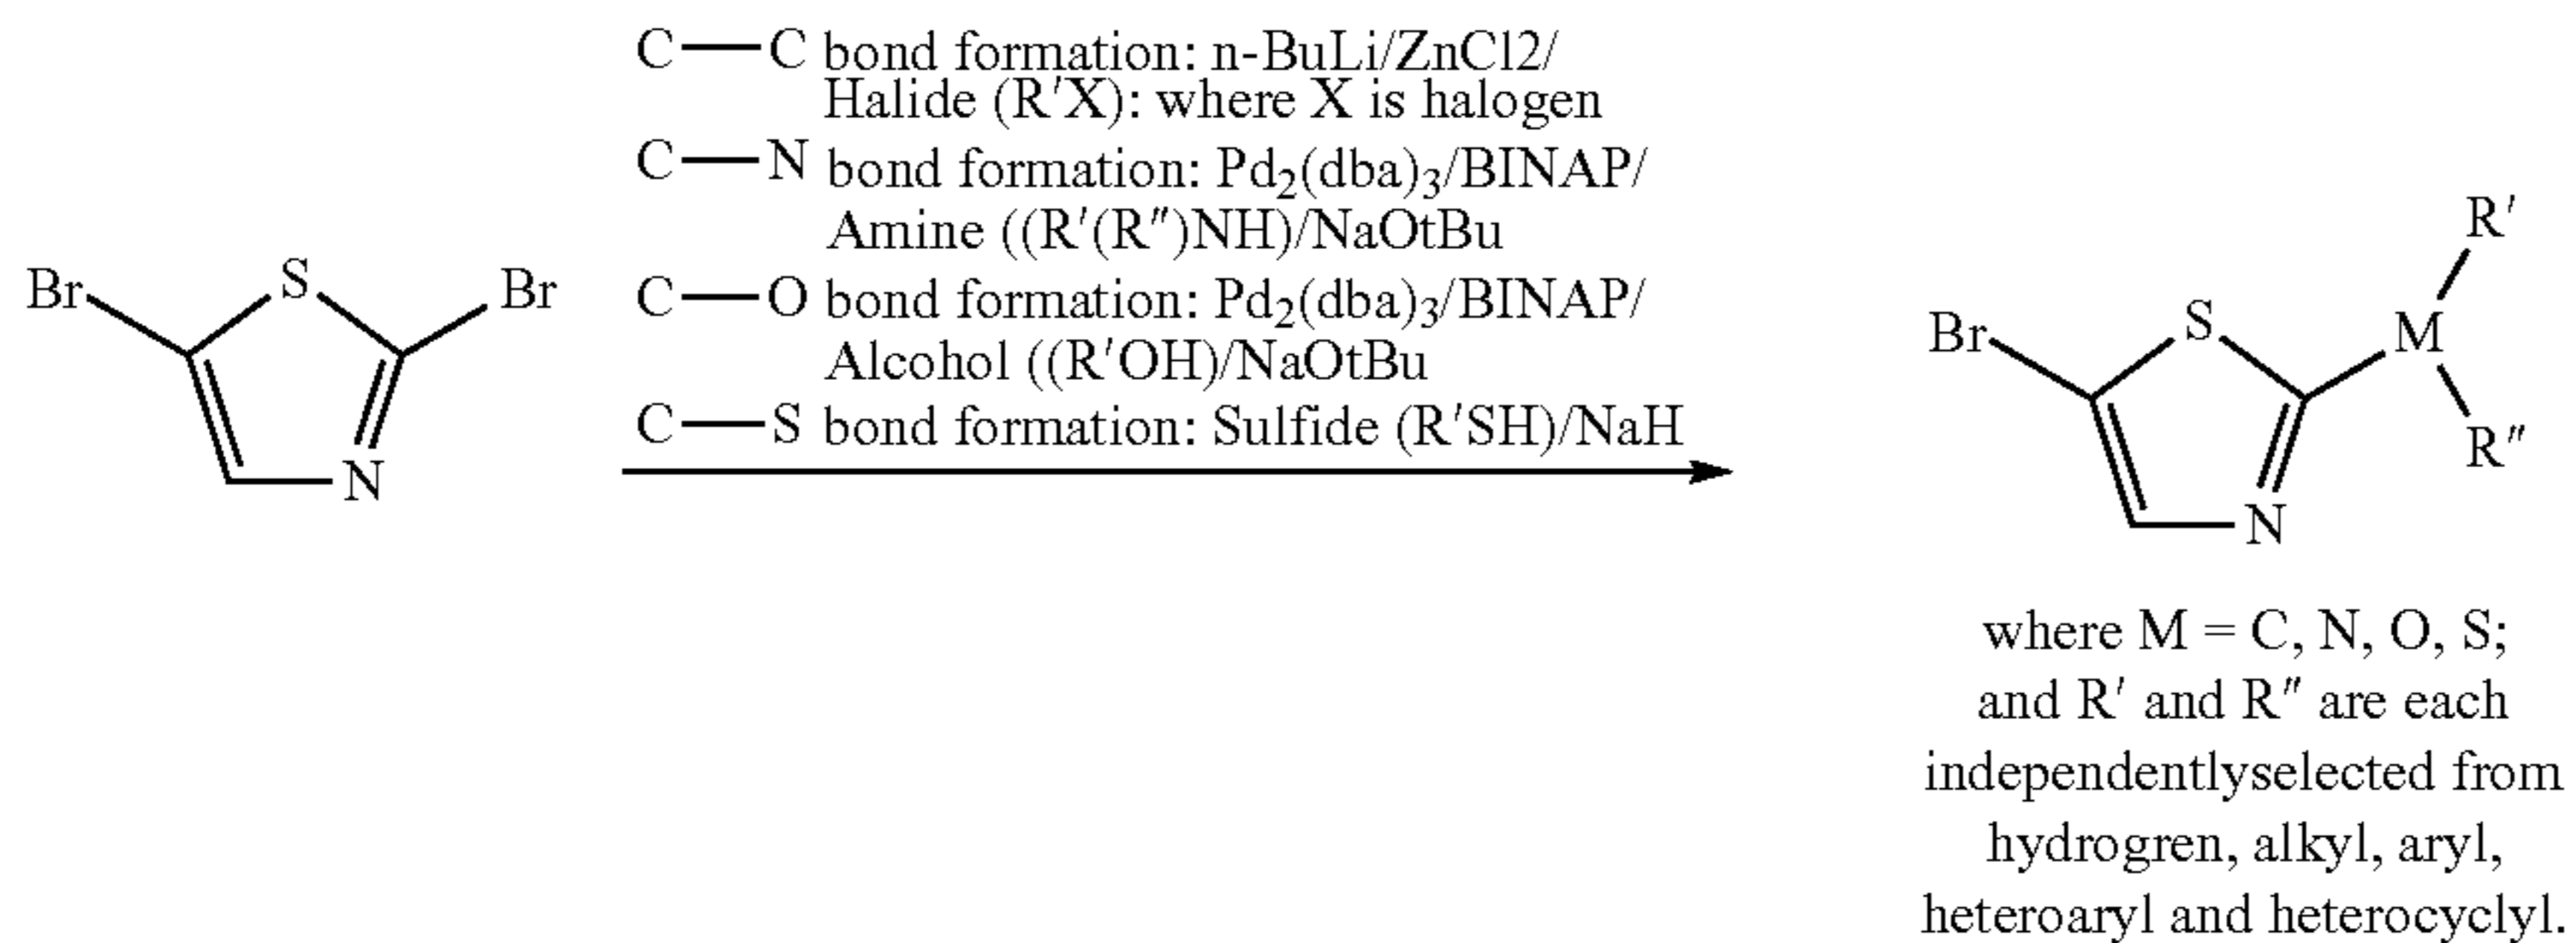 C—C bond formation: n-BuLi/ZnCl2/
Halide (R'X): where X is halogen
C—N bond formation: Pd₂(dba)₃/BINAP/
Amine ((R'(R")NH)/NaOtBu
C—O bond formation: Pd₂(dba)₃/BINAP/
Alcohol ((R'OH)/NaOtBu
C—S bond formation: Sulfide (R'SH)/NaH
Br S Br
N
Br S M R'
R"
N
where M = C, N, O, S;
and R' and R" are each
independentlyselected from
hydrogren, alkyl, aryl,
heteroaryl and heterocyclyl.